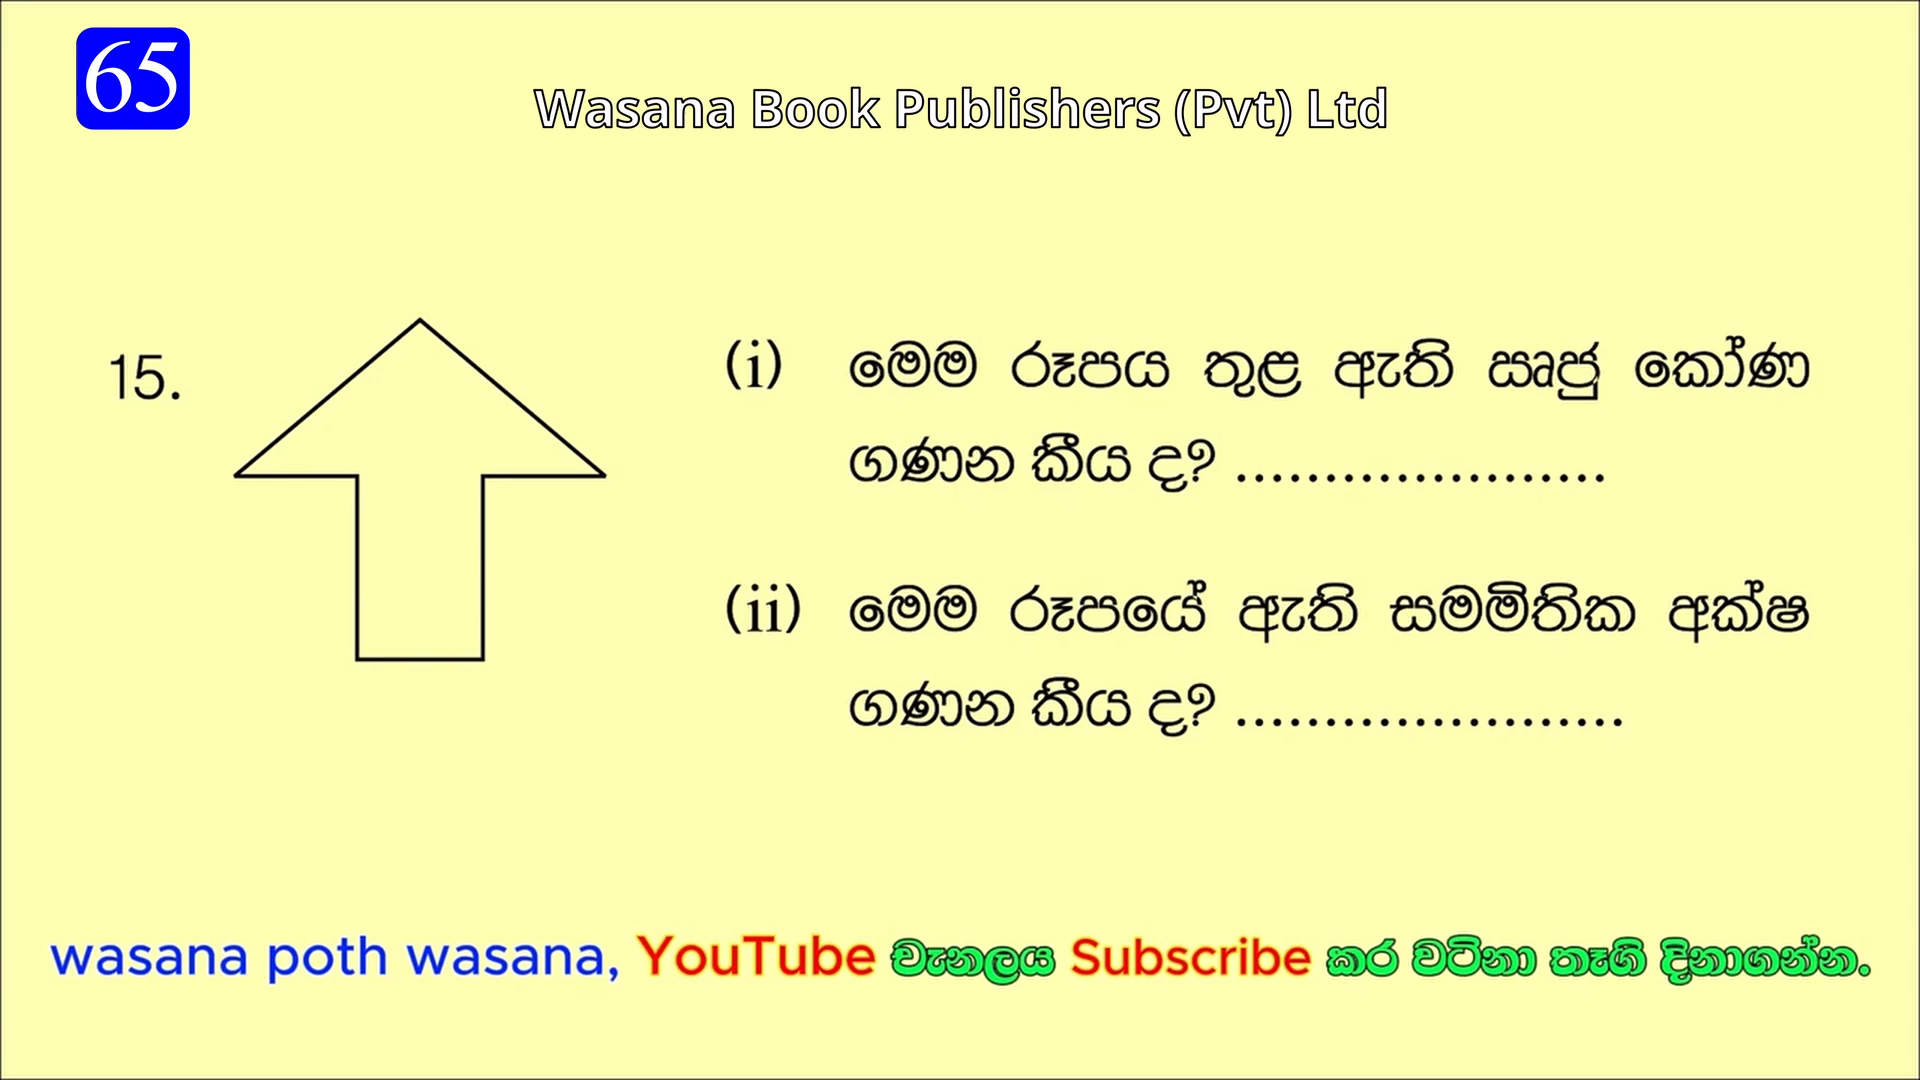 65
Wasana Book Publishers (Pvt) Ltd
15.
(i) මෙම රූපය තුළ ඇති ඍජු කෝණ
ගණන කීය ද? .....................
(ii) මෙම රූපයේ ඇති සමමිතික අක්ෂ
ගණන කීය ද? ......................
wasana poth wasana, YouTube චැනලය Subscribe කර වටිනා තෑගි දිනාගන්න.